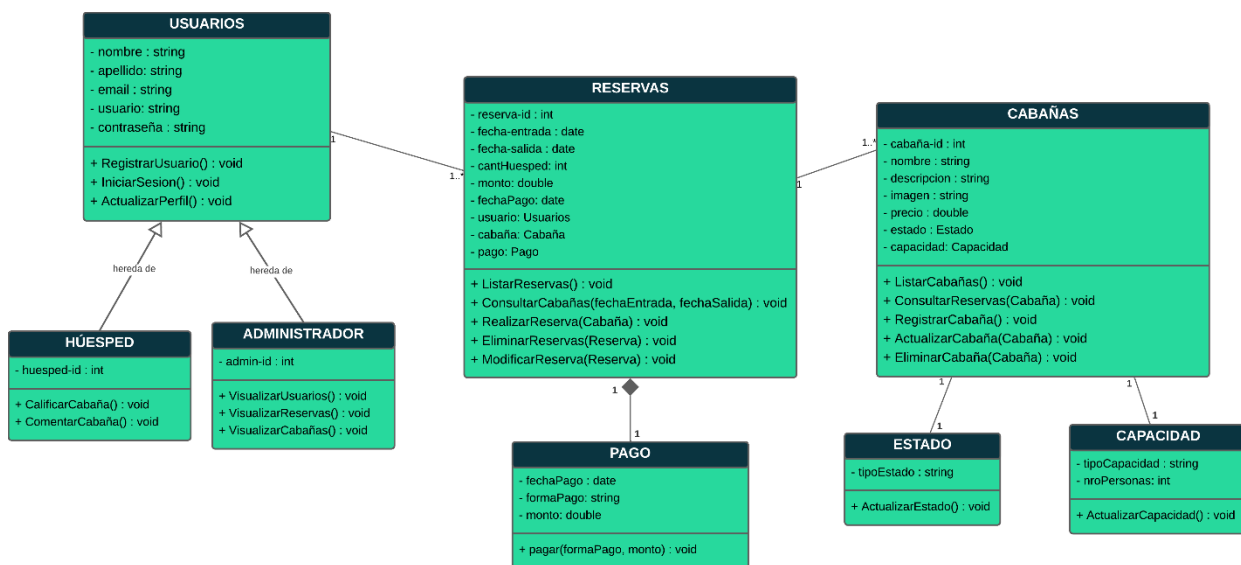 USUARIOS
- nombre : string
- apellido: string
- email : string
- usuario: string
- contraseña : string
+ RegistrarUsuario() : void
+ IniciarSesion() : void
+ ActualizarPerfil() : void
1
1..*
hereda de
hereda de
HÚESPED
- huesped-id : int
+ CalificarCabaña() : void
+ ComentarCabaña() : void
ADMINISTRADOR
- admin-id : int
+ VisualizarUsuarios() : void
+ VisualizarReservas() : void
+ VisualizarCabañas() : void
RESERVAS
- reserva-id : int
- fecha-entrada : date
- fecha-salida : date
- cantHuesped: int
- monto: double
- fechaPago: date
- usuario: Usuarios
- cabaña: Cabaña
- pago: Pago
+ ListarReservas() : void
+ ConsultarCabañas(fechaEntrada, fechaSalida) : void
+ RealizarReserva(Cabaña) : void
+ EliminarReservas(Reserva) : void
+ ModificarReserva(Reserva) : void
1
1..*
1
1
PAGO
- fechaPago : date
- formaPago: string
- monto: double
+ pagar(formaPago, monto) : void
CABAÑAS
- cabaña-id : int
- nombre : string
- descripcion : string
- imagen : string
- precio : double
- estado : Estado
- capacidad: Capacidad
+ ListarCabañas() : void
+ ConsultarReservas(Cabaña) : void
+ RegistrarCabaña() : void
+ ActualizarCabaña(Cabaña) : void
+ EliminarCabaña(Cabaña) : void
1
1
1
1
ESTADO
- tipoEstado : string
+ ActualizarEstado() : void
CAPACIDAD
- tipoCapacidad : string
- nroPersonas: int
+ ActualizarCapacidad() : void